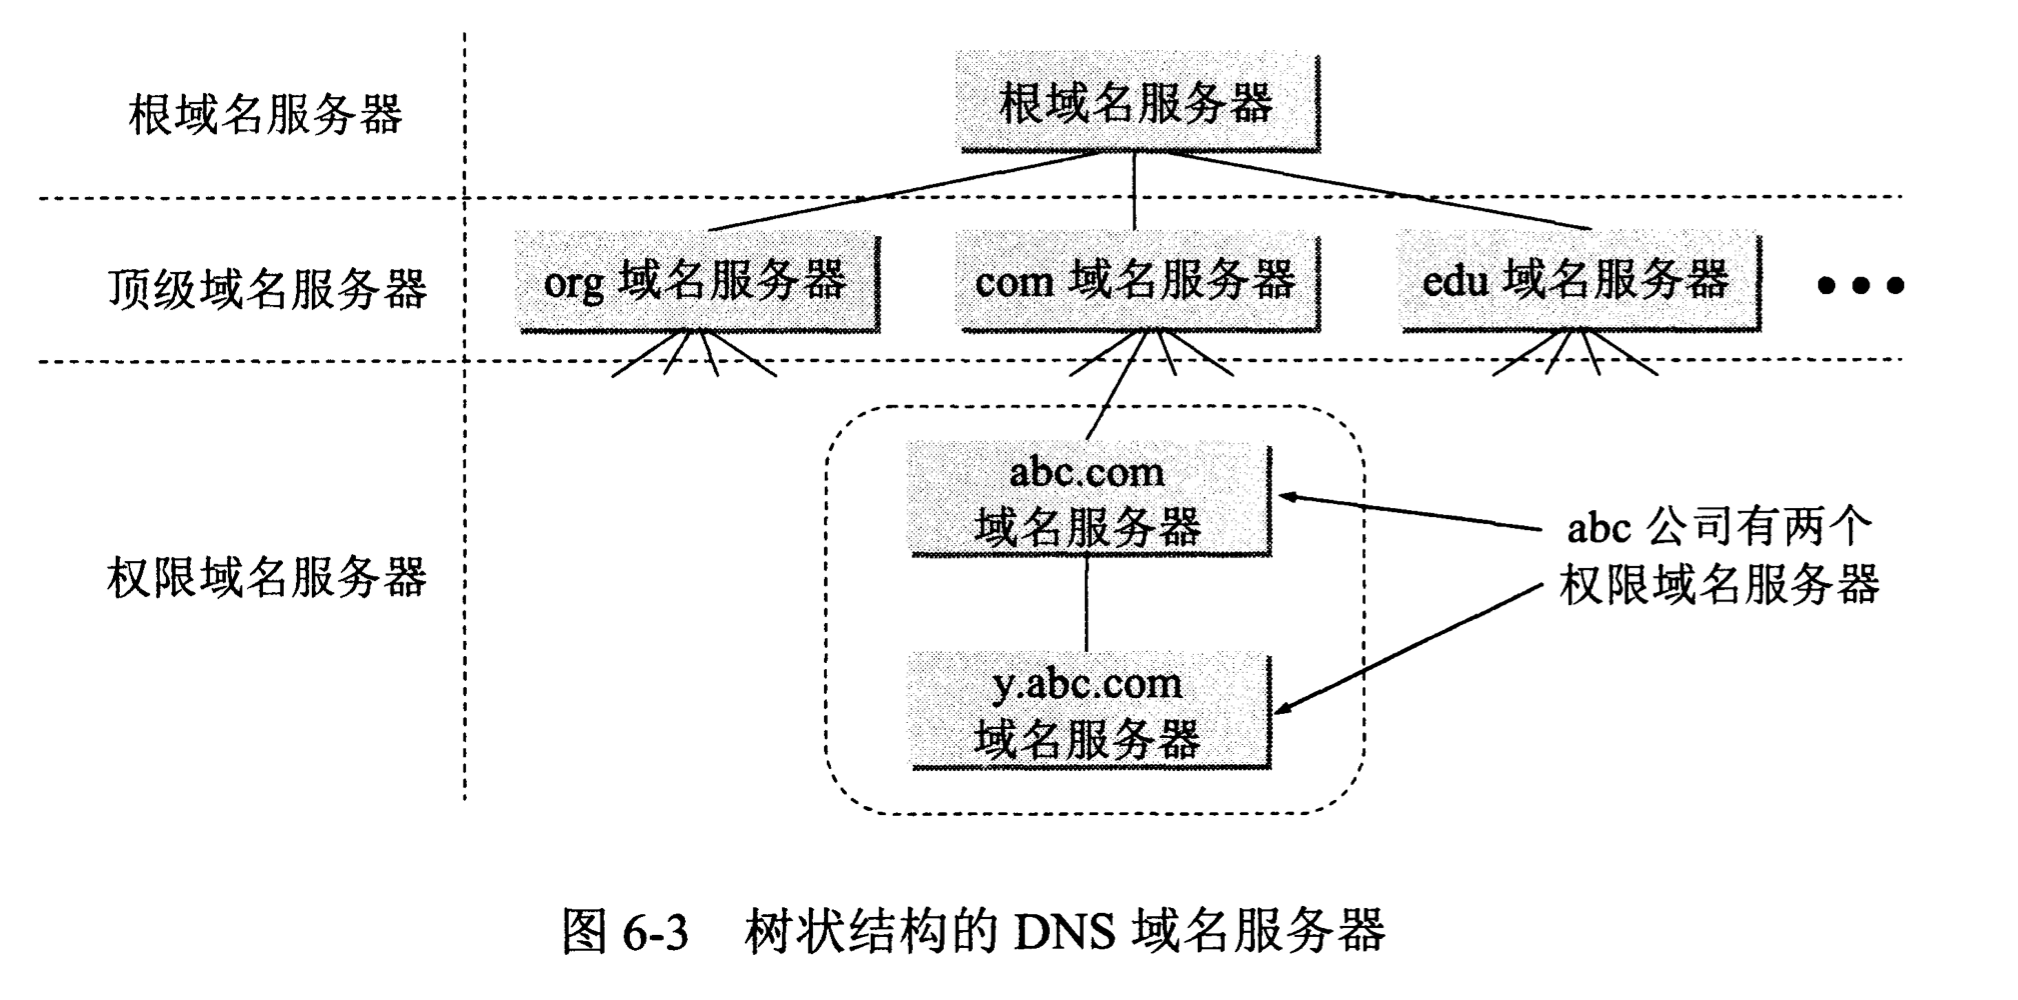 根域名服务器
根域名服务器
顶级域名服务器
org 域名服务器
com 域名服务器
edu 域名服务器
•••
权限域名服务器
abc.com
域名服务器
abc 公司有两个
权限域名服务器
y.abc.com
域名服务器
图 6-3 树状结构的 DNS 域名服务器